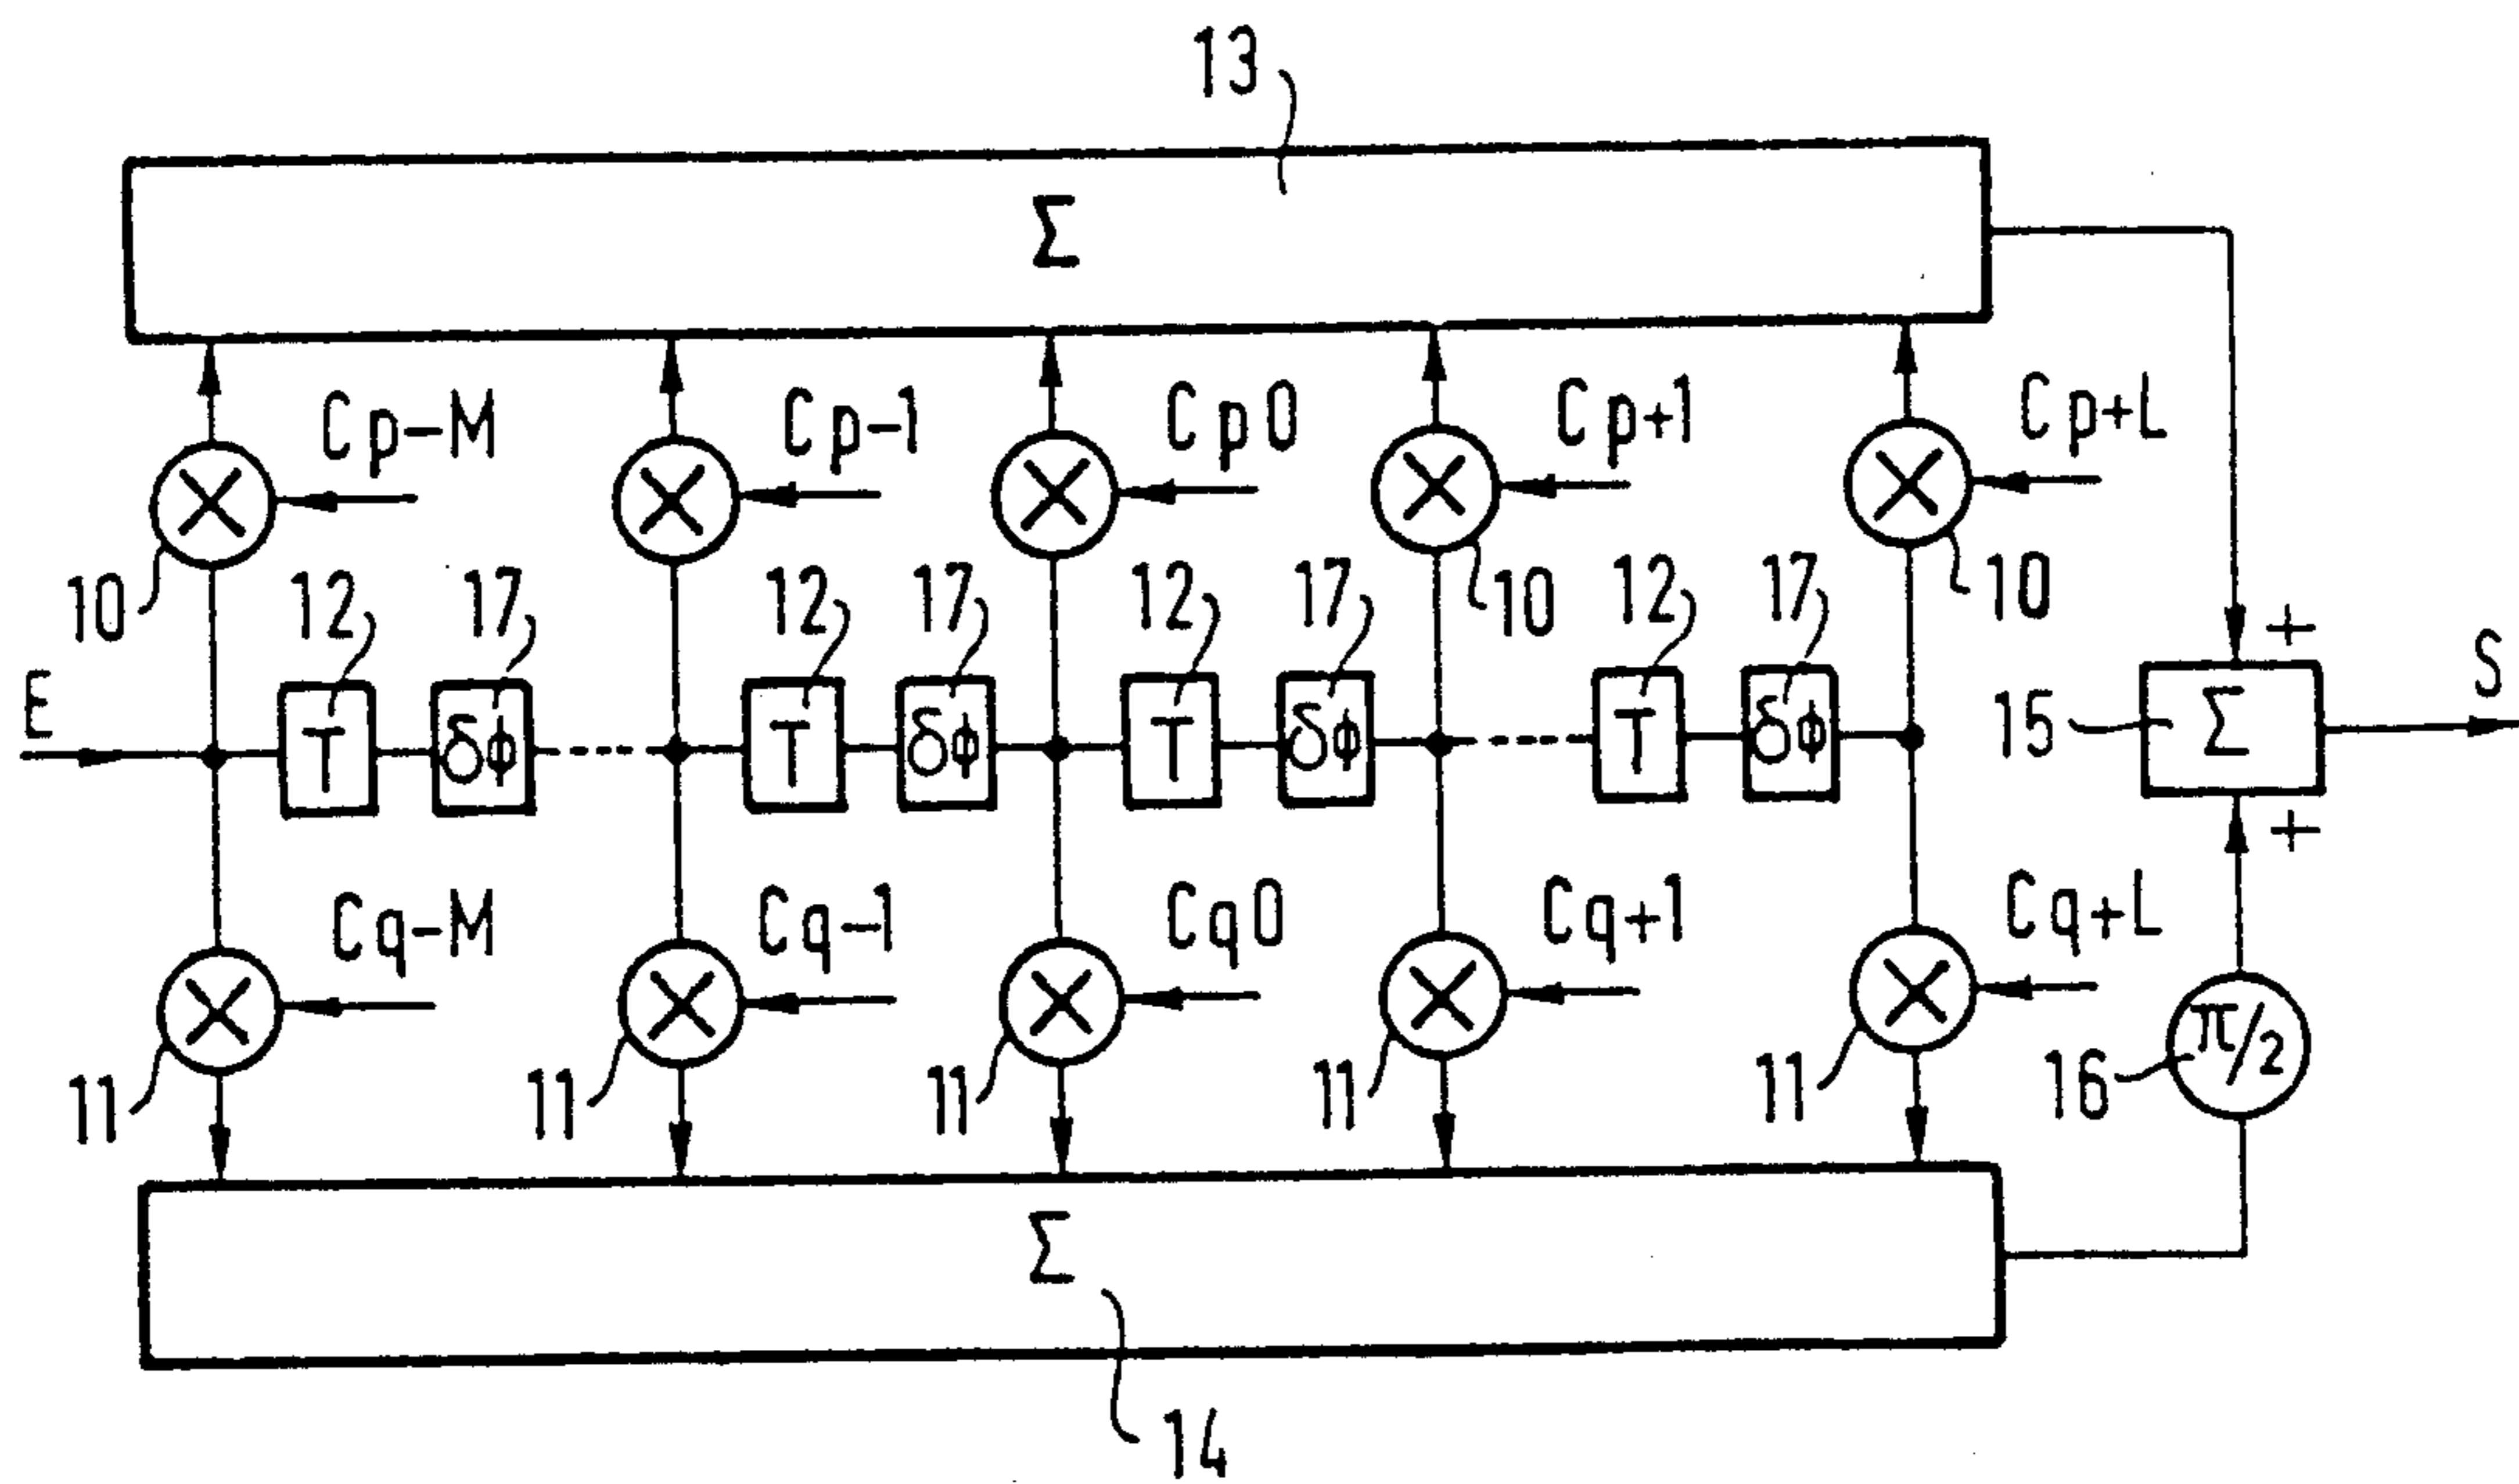 13
Σ
Cp-M Cp-1 Cp0 Cp+1 Cp+L
× × × × ×
10 12 17 12 17 12 17 10 12 17 10
+
E T δΦ T δΦ T δΦ T δΦ 15 Σ S
+
Cq-M Cq-1 Cq0 Cq+1 Cq+L
× × × × ×
11 11 11 11 11 16 π/2
Σ
14